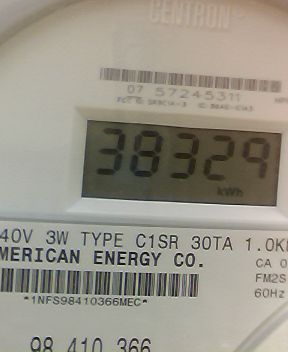 CENTRON
07 57245311
38329
kWh
40V 3W TYPE C1SR 30TA 1.0K
MERICAN ENERGY CO.
CA 0
FM2S
*1NFS98410366MEC*
60Hz
98 410 366